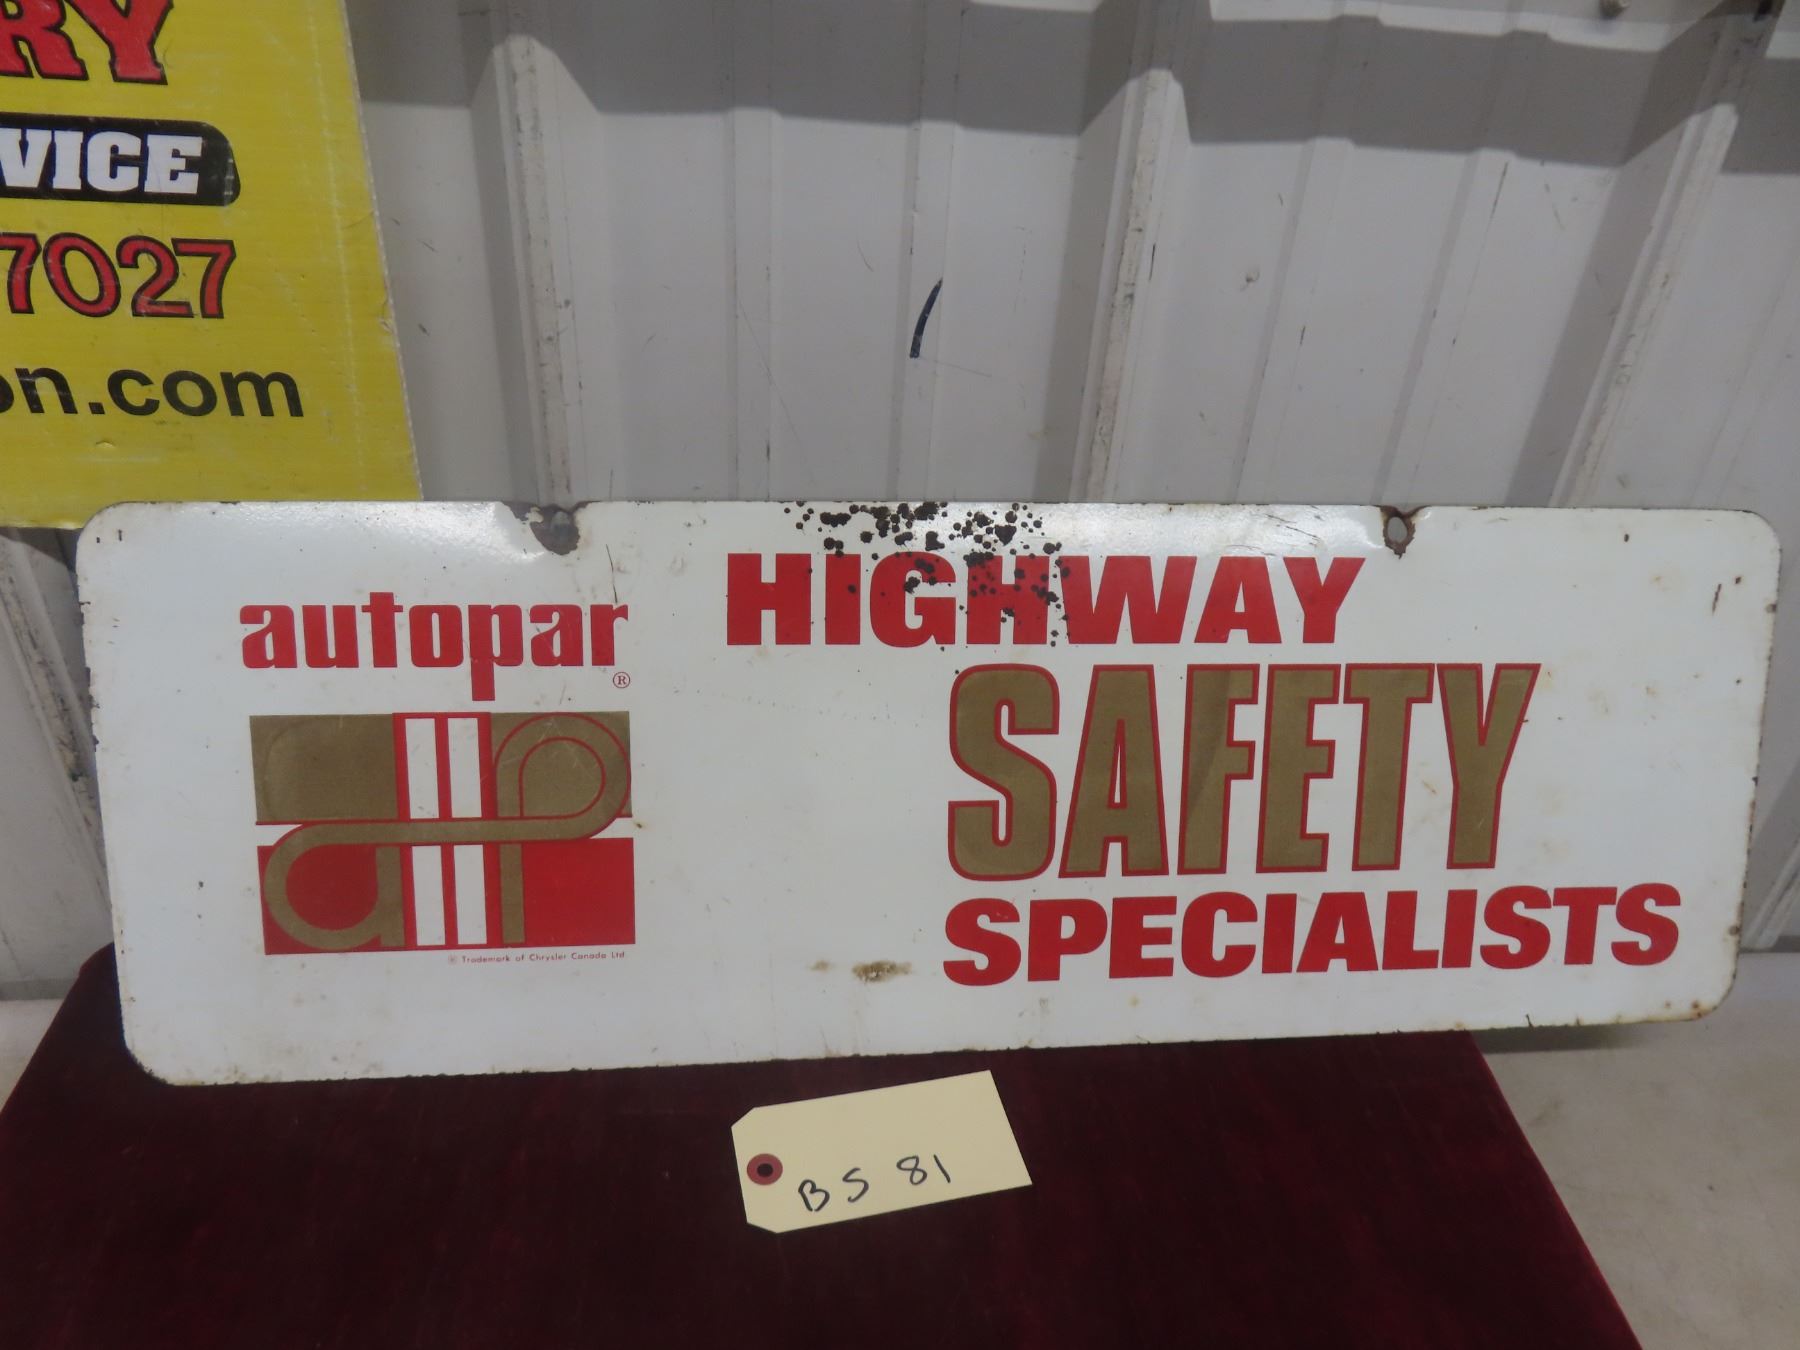 RY
VICE
7027
on.com
autopar
®
HIGHWAY
SAFETY
SPECIALISTS
® Trademark of Chrysler Canada Ltd.
BS 81